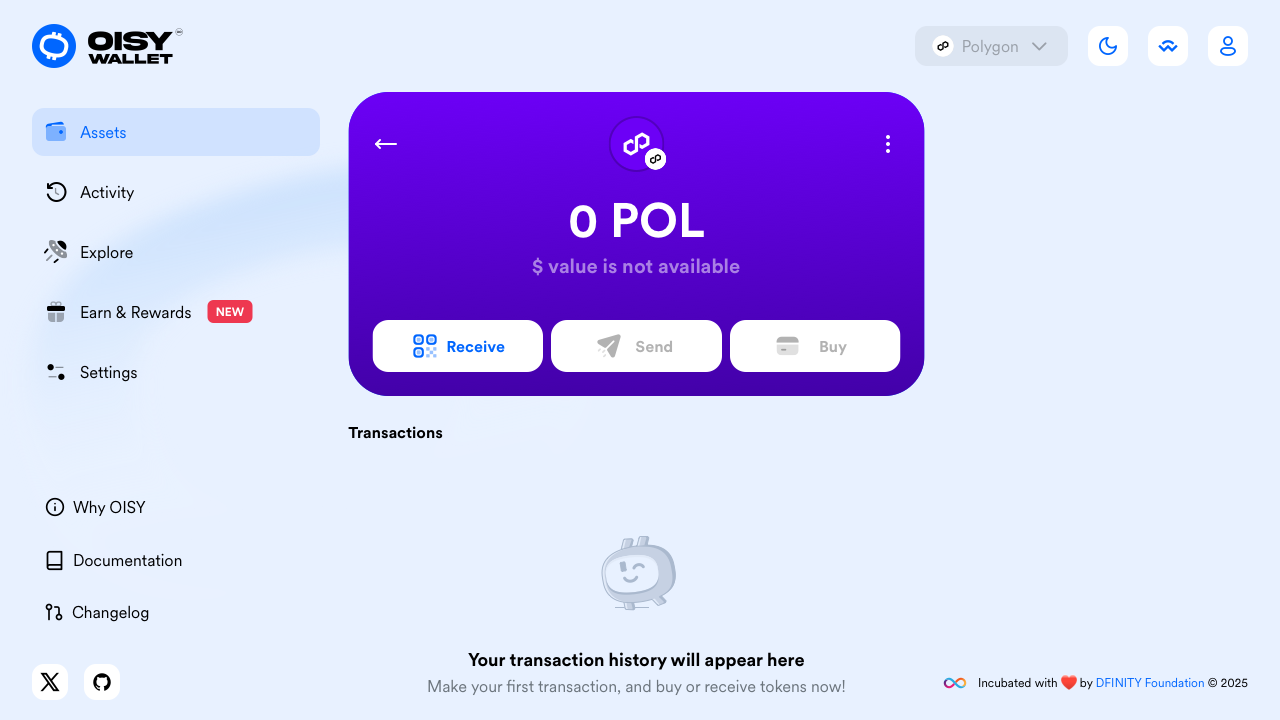 OISY
WALLET
Polygon
Assets
Activity
Explore
Earn & Rewards NEW
Settings
Why OISY
Documentation
Changelog
0 POL
$ value is not available
Receive
Send
Buy
Transactions
Your transaction history will appear here
Make your first transaction, and buy or receive tokens now!
Incubated with ❤️ by DFINITY Foundation © 2025